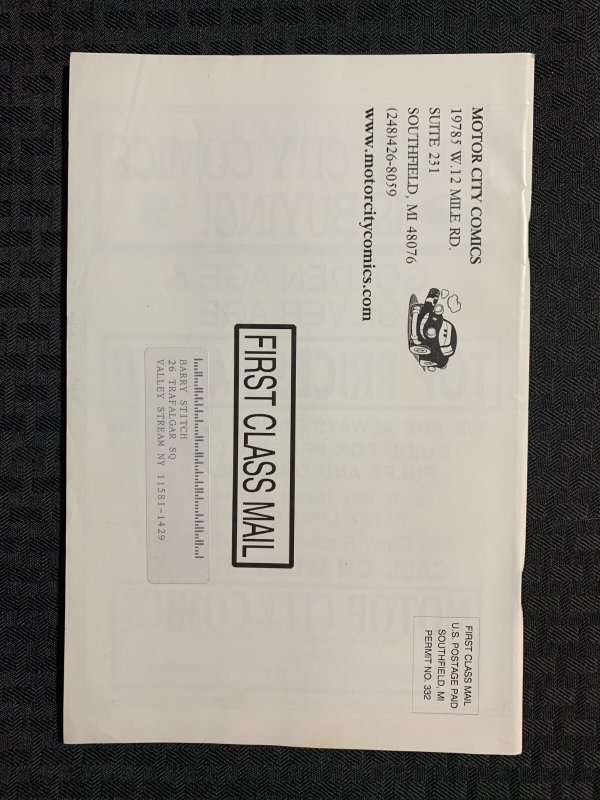 MOTOR CITY COMICS
19785 W. 12 MILE RD.
SUITE 231
SOUTHFIELD, MI 48076
(248)426-8059
www.motorcitycomics.com
FIRST CLASS MAIL
U.S. POSTAGE PAID
SOUTHFIELD, MI
PERMIT NO. 332
FIRST CLASS MAIL
BARRY STITCH
26 TRAFALGAR SQ
VALLEY STREAM NY 11581-1429